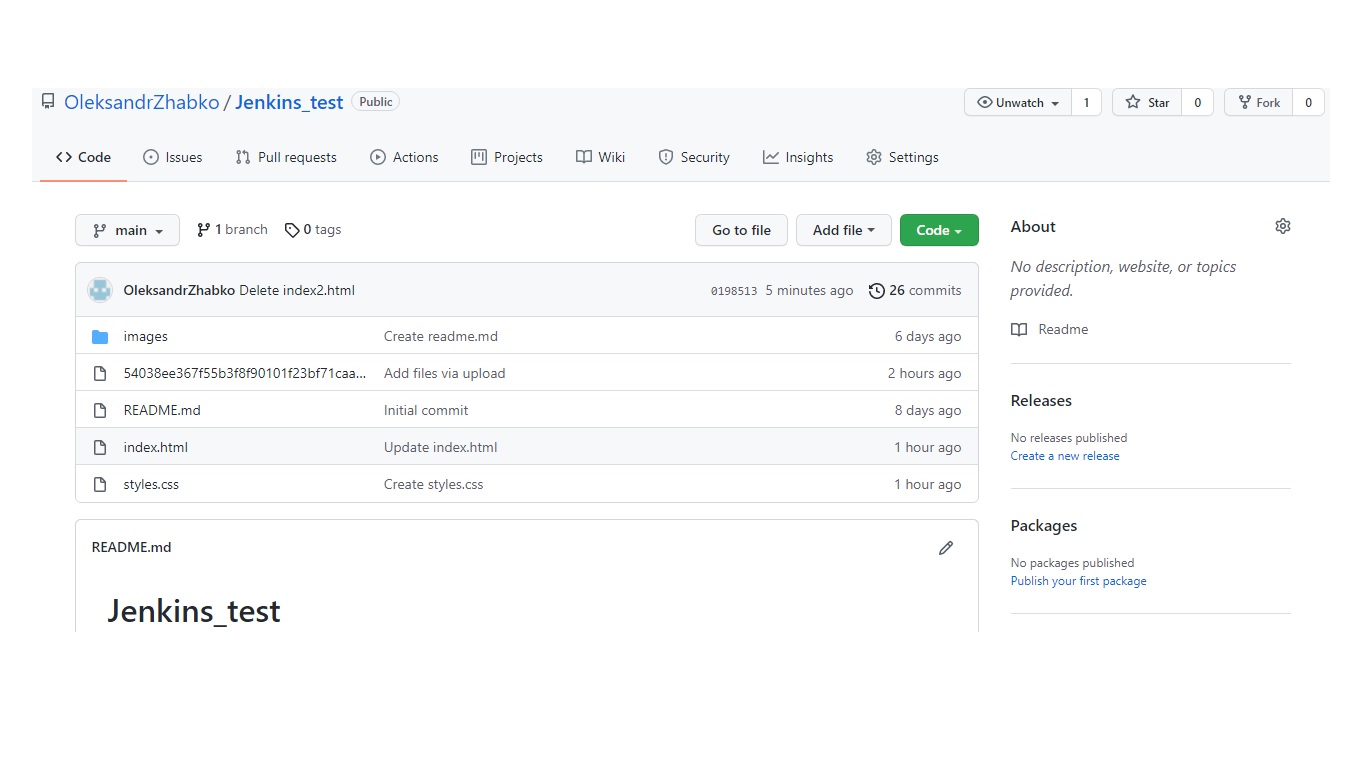 OleksandrZhabko / Jenkins_test Public Unwatch 1 Star 0 Fork 0
Code Issues Pull requests Actions Projects Wiki Security Insights Settings
main 1 branch 0 tags Go to file Add file Code
OleksandrZhabko Delete index2.html 0198513 5 minutes ago 26 commits
images Create readme.md 6 days ago
54038ee367f55b3f8f90101f23bf71caa... Add files via upload 2 hours ago
README.md Initial commit 8 days ago
index.html Update index.html 1 hour ago
styles.css Create styles.css 1 hour ago
README.md
Jenkins_test
About
No description, website, or topics
provided.
Readme
Releases
No releases published
Create a new release
Packages
No packages published
Publish your first package